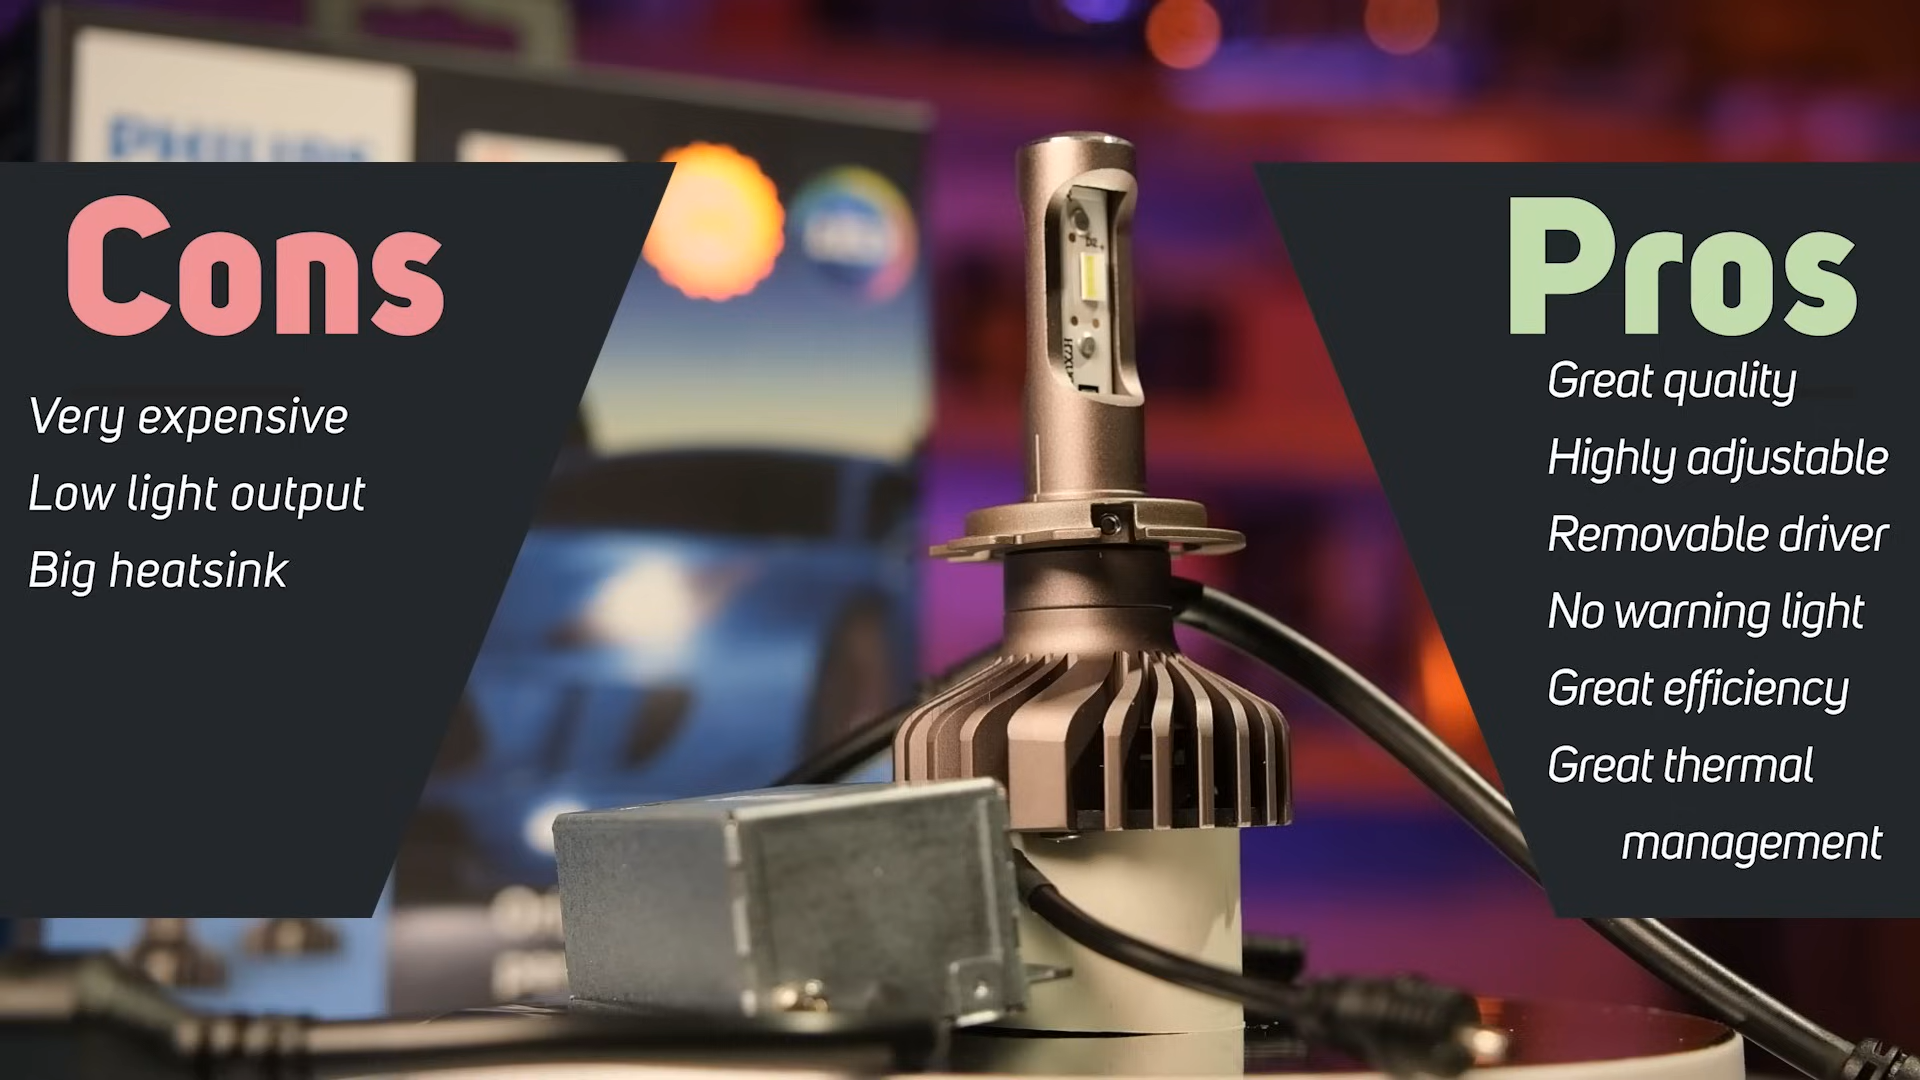 PHILIPS
Cons
Very expensive
Low light output
Big heatsink
Pros
Great quality
Highly adjustable
Removable driver
No warning light
Great efficiency
Great thermal
management